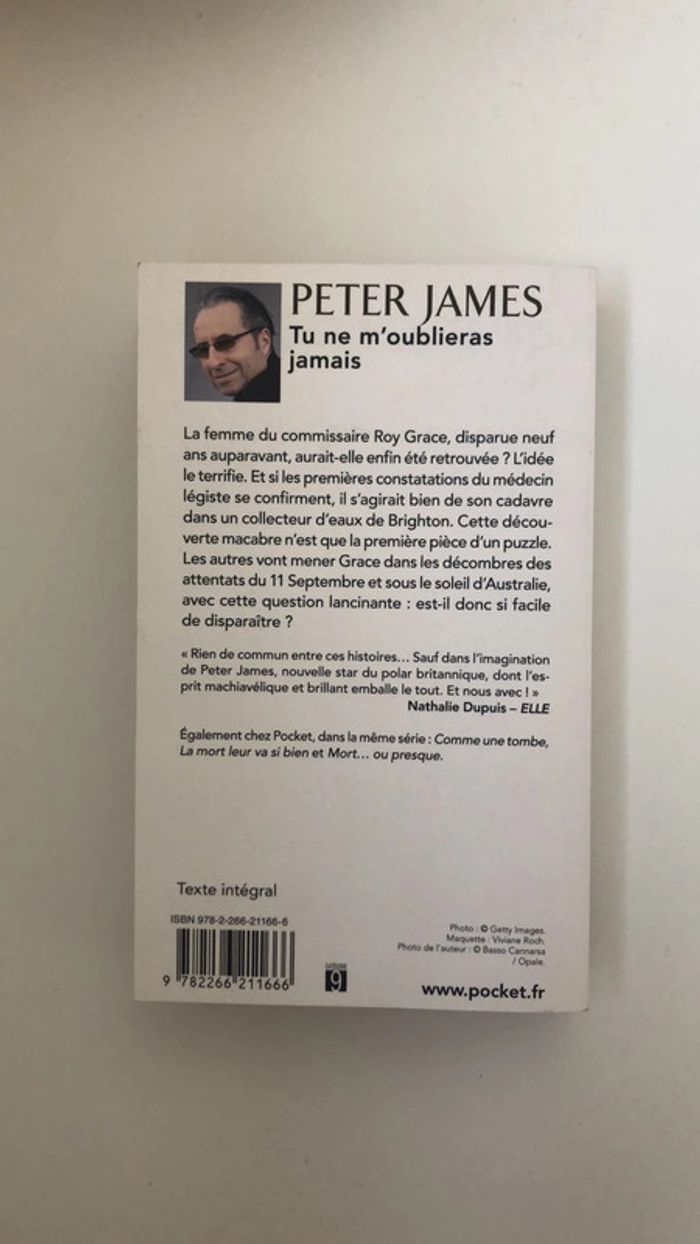 PETER JAMES
Tu ne m'oublieras
jamais
La femme du commissaire Roy Grace, disparue neuf
ans auparavant, aurait-elle enfin été retrouvée ? L'idée
le terrifie. Et si les premières constatations du médecin
légiste se confirment, il s'agirait bien de son cadavre
dans un collecteur d'eaux de Brighton. Cette décou-
verte macabre n'est que la première pièce d'un puzzle.
Les autres vont mener Grace dans les décombres des
attentats du 11 Septembre et sous le soleil d'Australie,
avec cette question lancinante : est-il donc si facile
de disparaître ?
« Rien de commun entre ces histoires... Sauf dans l'imagination
de Peter James, nouvelle star du polar britannique, dont l'es-
prit machiavélique et brillant emballe le tout. Et nous avec ! »
Nathalie Dupuis – ELLE
Également chez Pocket, dans la même série : Comme une tombe,
La mort leur va si bien et Mort... ou presque.
Texte intégral
ISBN 978-2-266-21166-6
9 782266 211666
9
Photo : © Getty Images.
Maquette : Viviane Roch.
Photo de l'auteur : © Basso Cannarsa
/ Opale.
www.pocket.fr